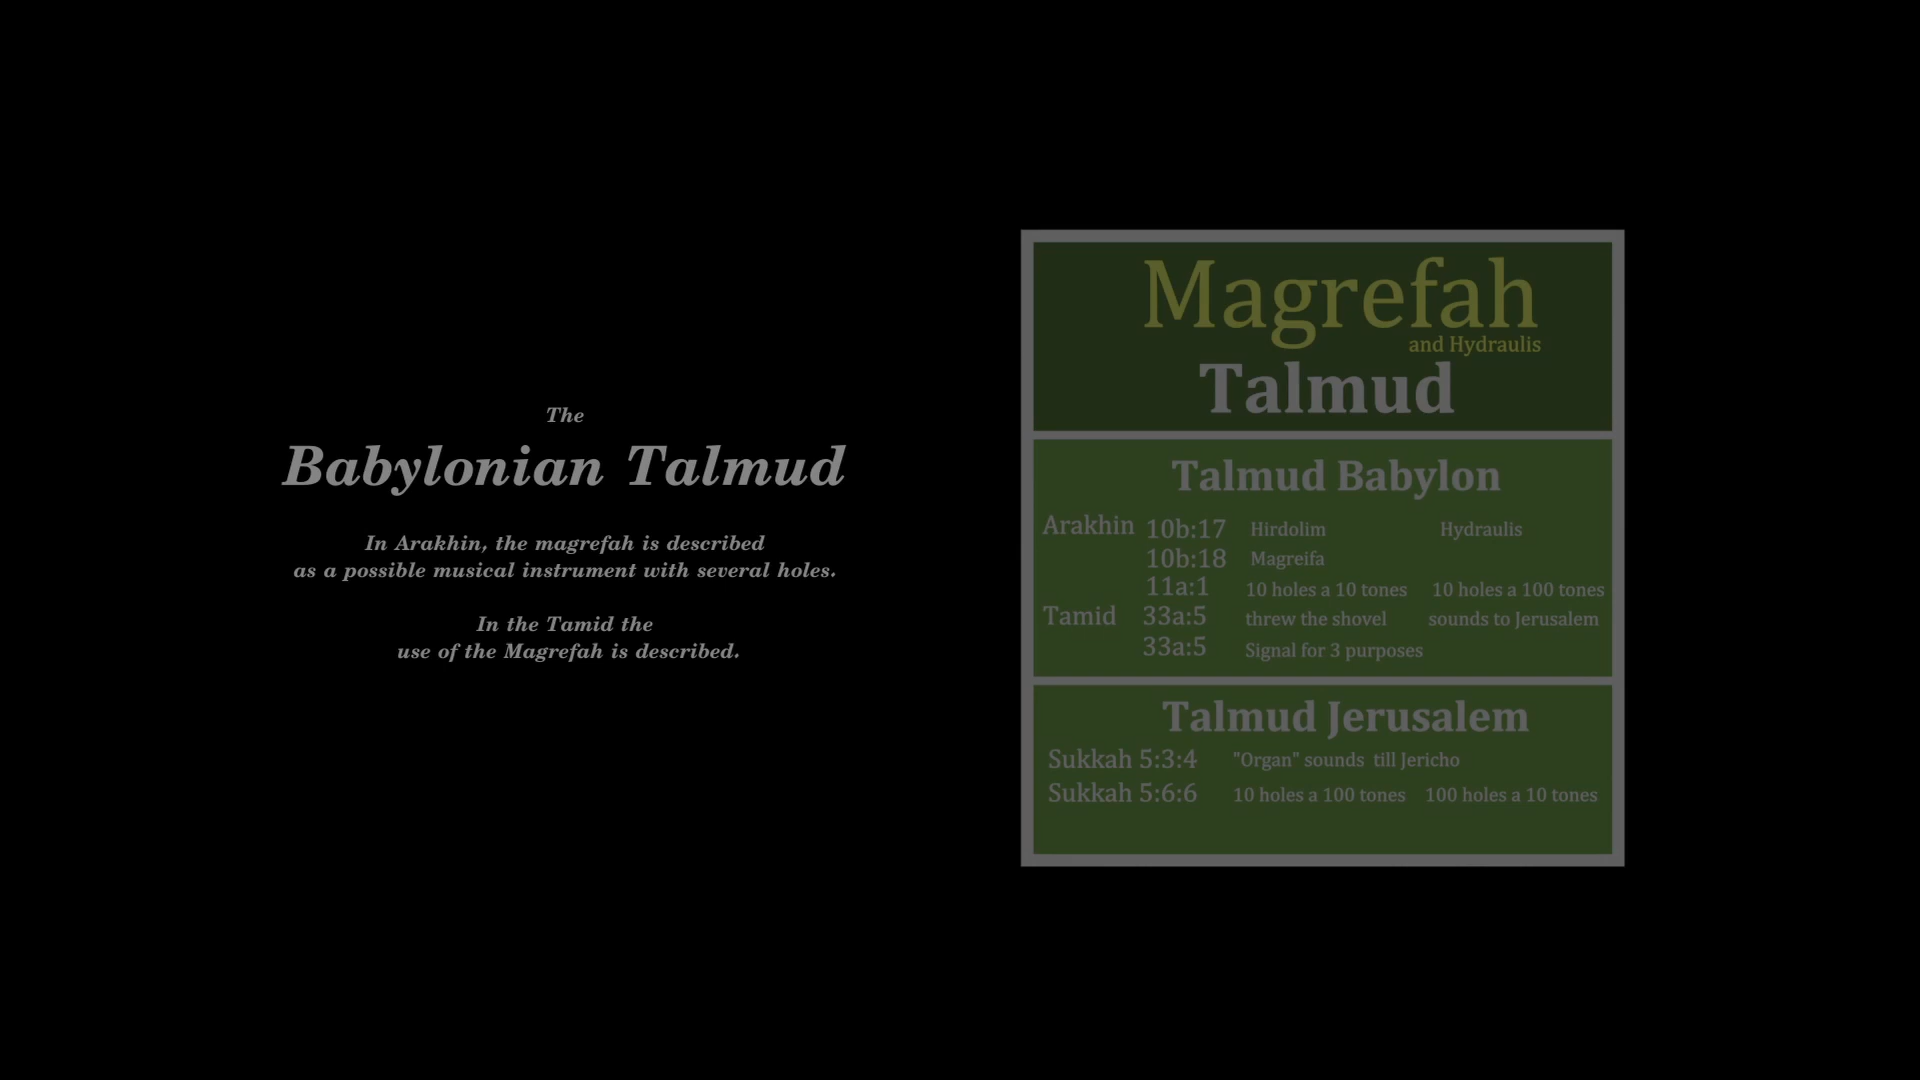 The
Babylonian Talmud
In Arakhin, the magrefah is described
as a possible musical instrument with several holes.
In the Tamid the
use of the Magrefah is described.
Magrefah
and Hydraulis
Talmud
Talmud Babylon
Arakhin 10b:17 Hirdolim Hydraulis
10b:18 Magreifa
11a:1 10 holes a 10 tones 10 holes a 100 tones
Tamid 33a:5 threw the shovel sounds to Jerusalem
33a:5 Signal for 3 purposes
Talmud Jerusalem
Sukkah 5:3:4 "Organ" sounds till Jericho
Sukkah 5:6:6 10 holes a 100 tones 100 holes a 10 tones